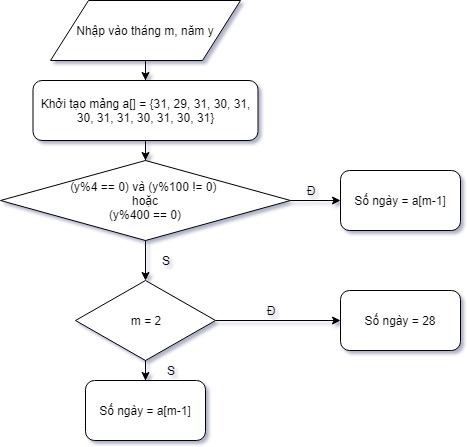 Nhập vào tháng m, năm y
Khởi tạo mảng a[] = {31, 29, 31, 30, 31,
30, 31, 31, 30, 31, 30, 31}
(y%4 == 0) và (y%100 != 0)
hoặc
(y%400 == 0)
Đ
Số ngày = a[m-1]
S
m = 2
Đ
Số ngày = 28
S
Số ngày = a[m-1]